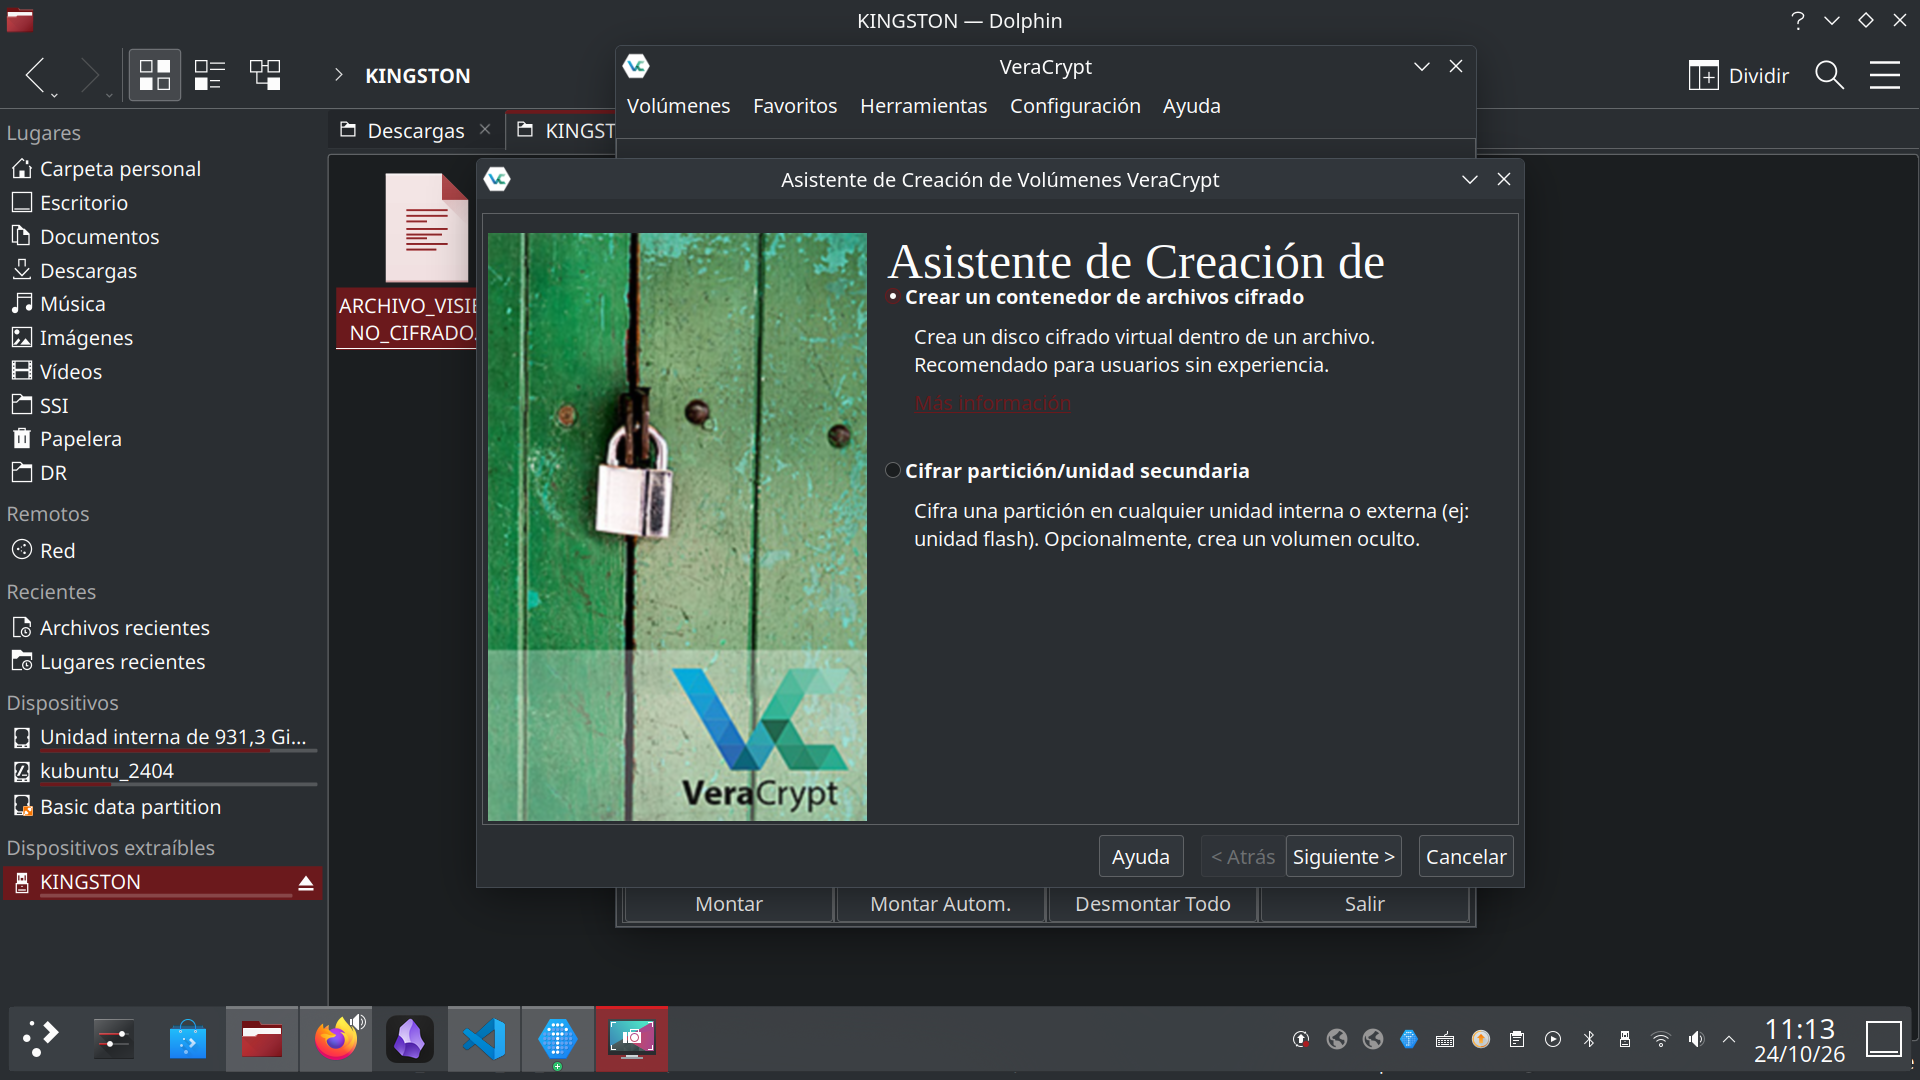 KINGSTON — Dolphin
KINGSTON
Dividir
Lugares
Carpeta personal
Escritorio
Documentos
Descargas
Música
Imágenes
Vídeos
SSI
Papelera
DR
Remotos
Red
Recientes
Archivos recientes
Lugares recientes
Dispositivos
Unidad interna de 931,3 Gi...
kubuntu_2404
Basic data partition
Dispositivos extraíbles
KINGSTON
Descargas
KINGST
ARCHIVO_VISIB
NO_CIFRADO.
VeraCrypt
Volúmenes Favoritos Herramientas Configuración Ayuda
Asistente de Creación de Volúmenes VeraCrypt
VeraCrypt
Asistente de Creación de
Crear un contenedor de archivos cifrado
Crea un disco cifrado virtual dentro de un archivo.
Recomendado para usuarios sin experiencia.
Más información
Cifrar partición/unidad secundaria
Cifra una partición en cualquier unidad interna o externa (ej:
unidad flash). Opcionalmente, crea un volumen oculto.
Ayuda < Atrás Siguiente > Cancelar
Montar Montar Autom. Desmontar Todo Salir
11:13
24/10/26